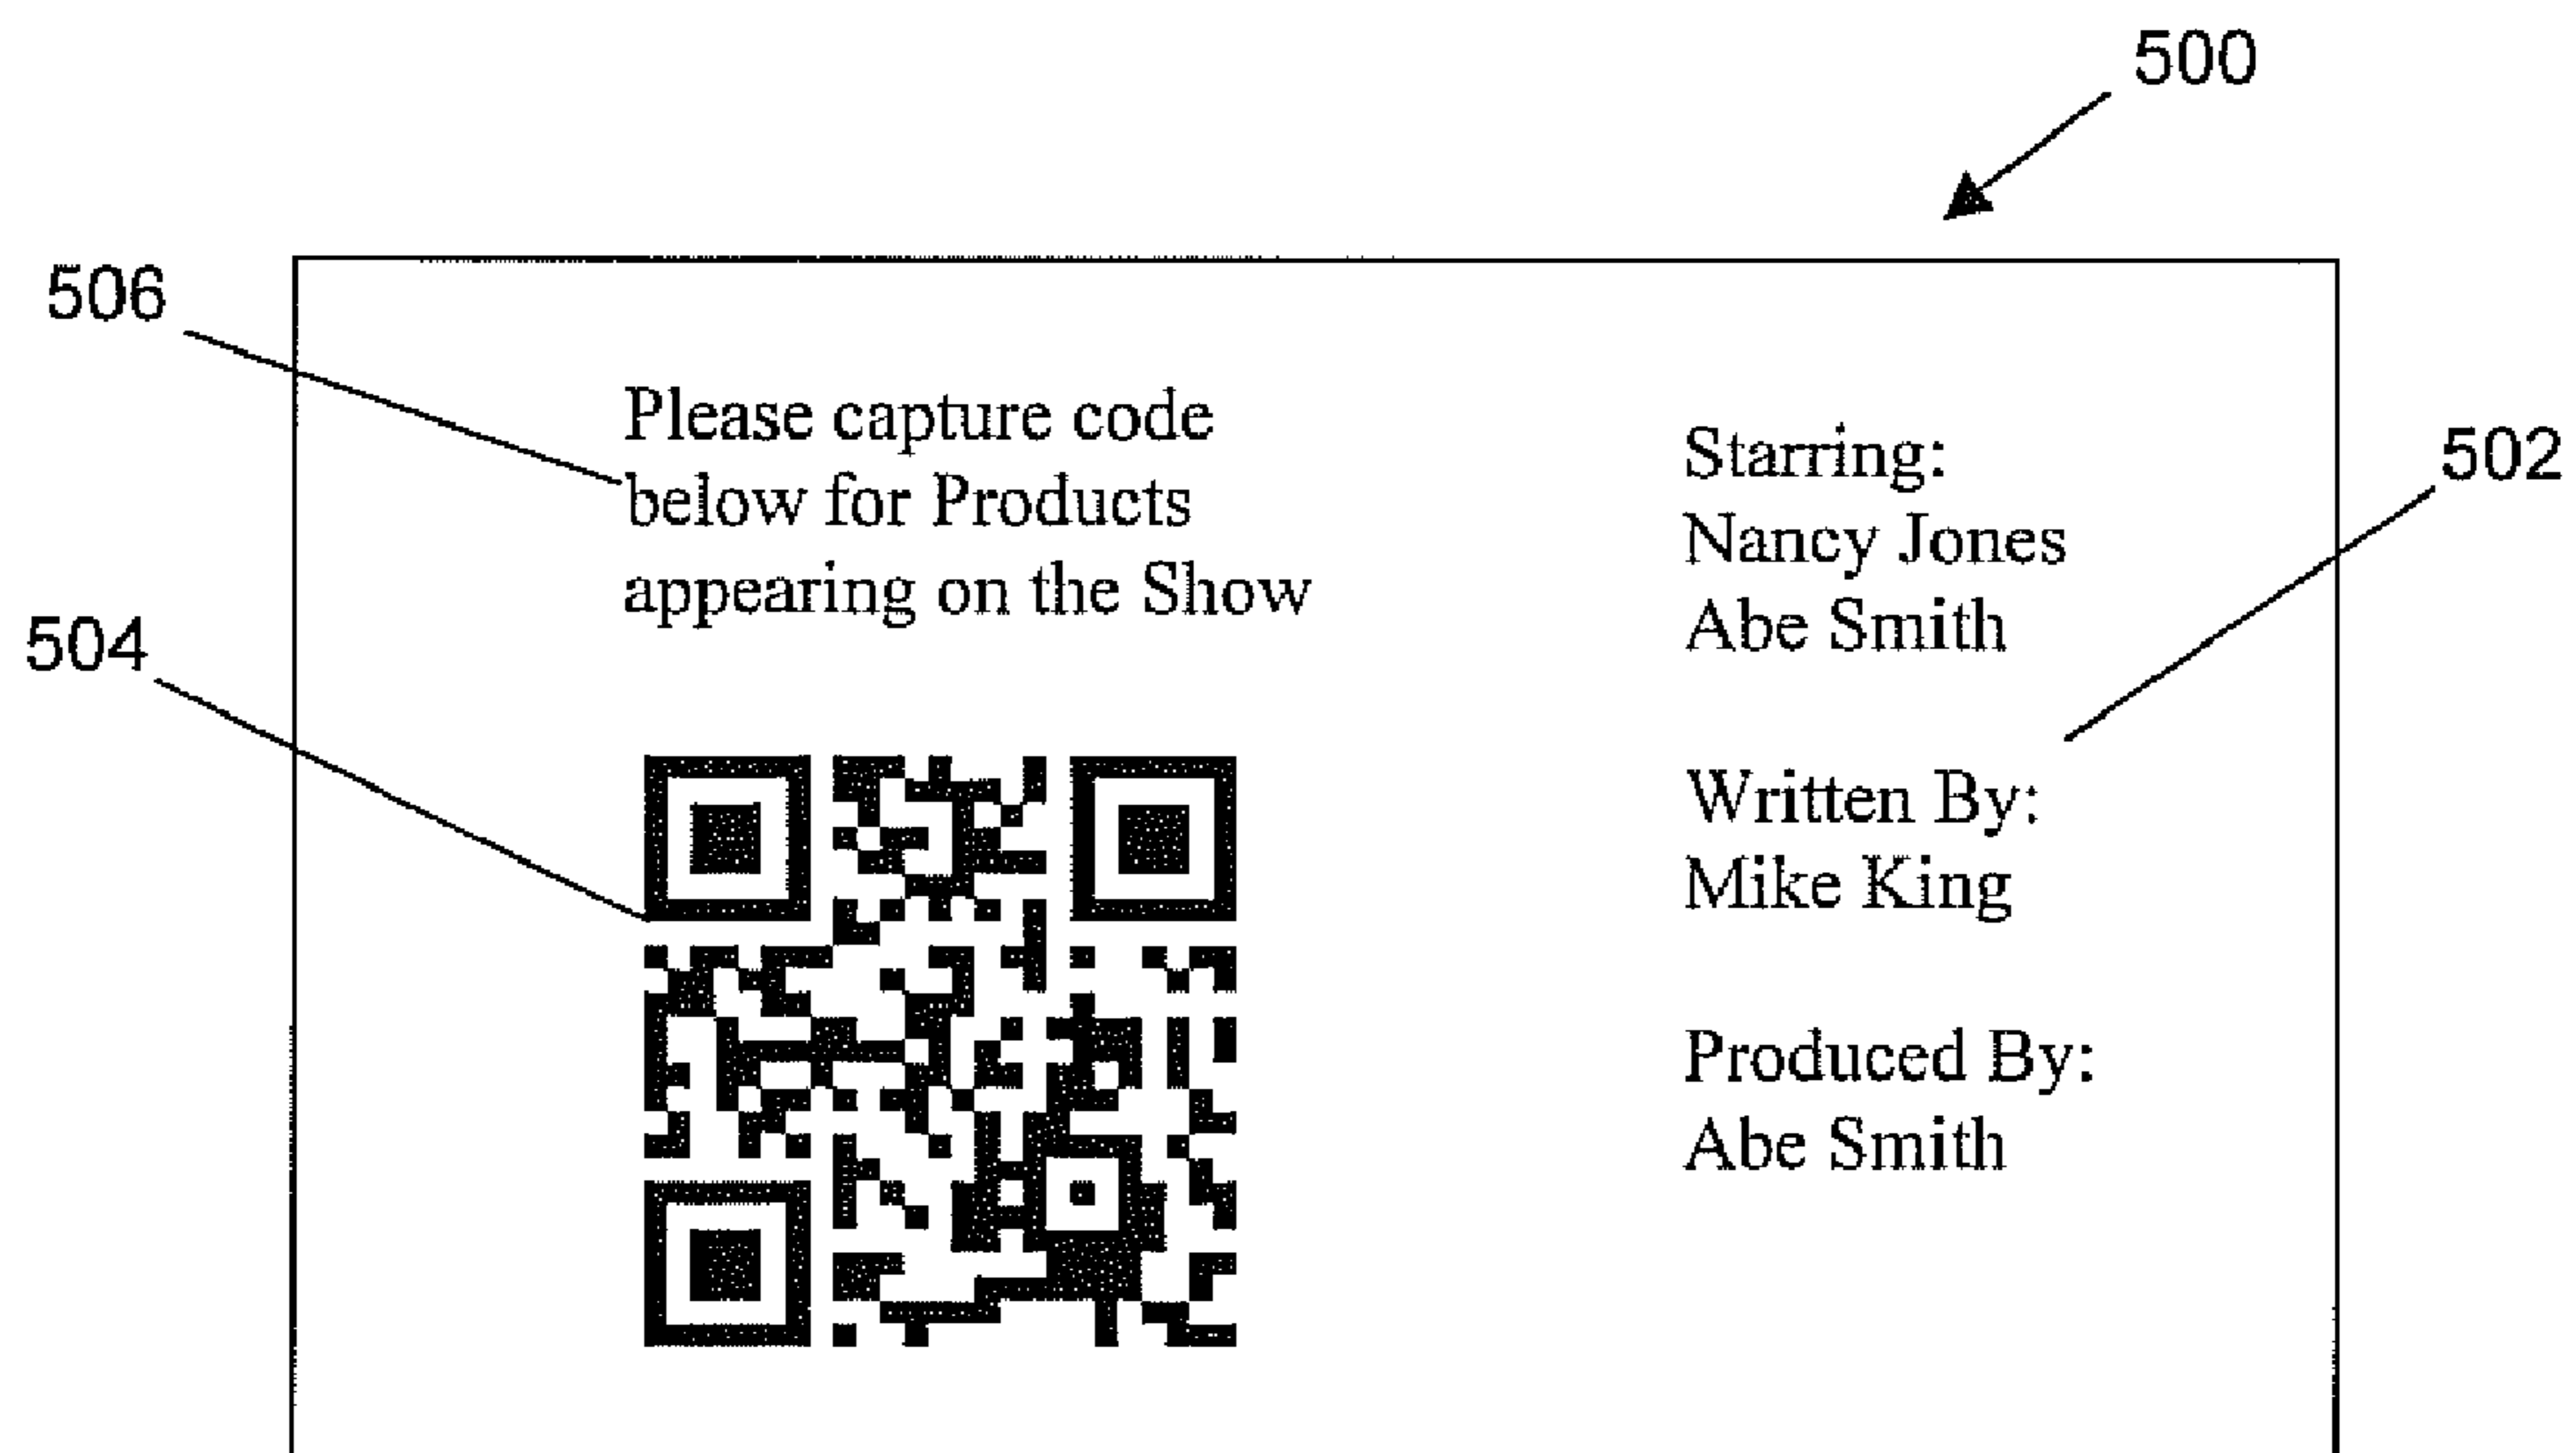 500
506
Please capture code
below for Products
appearing on the Show
504
Starring:
Nancy Jones
Abe Smith
502
Written By:
Mike King
Produced By:
Abe Smith